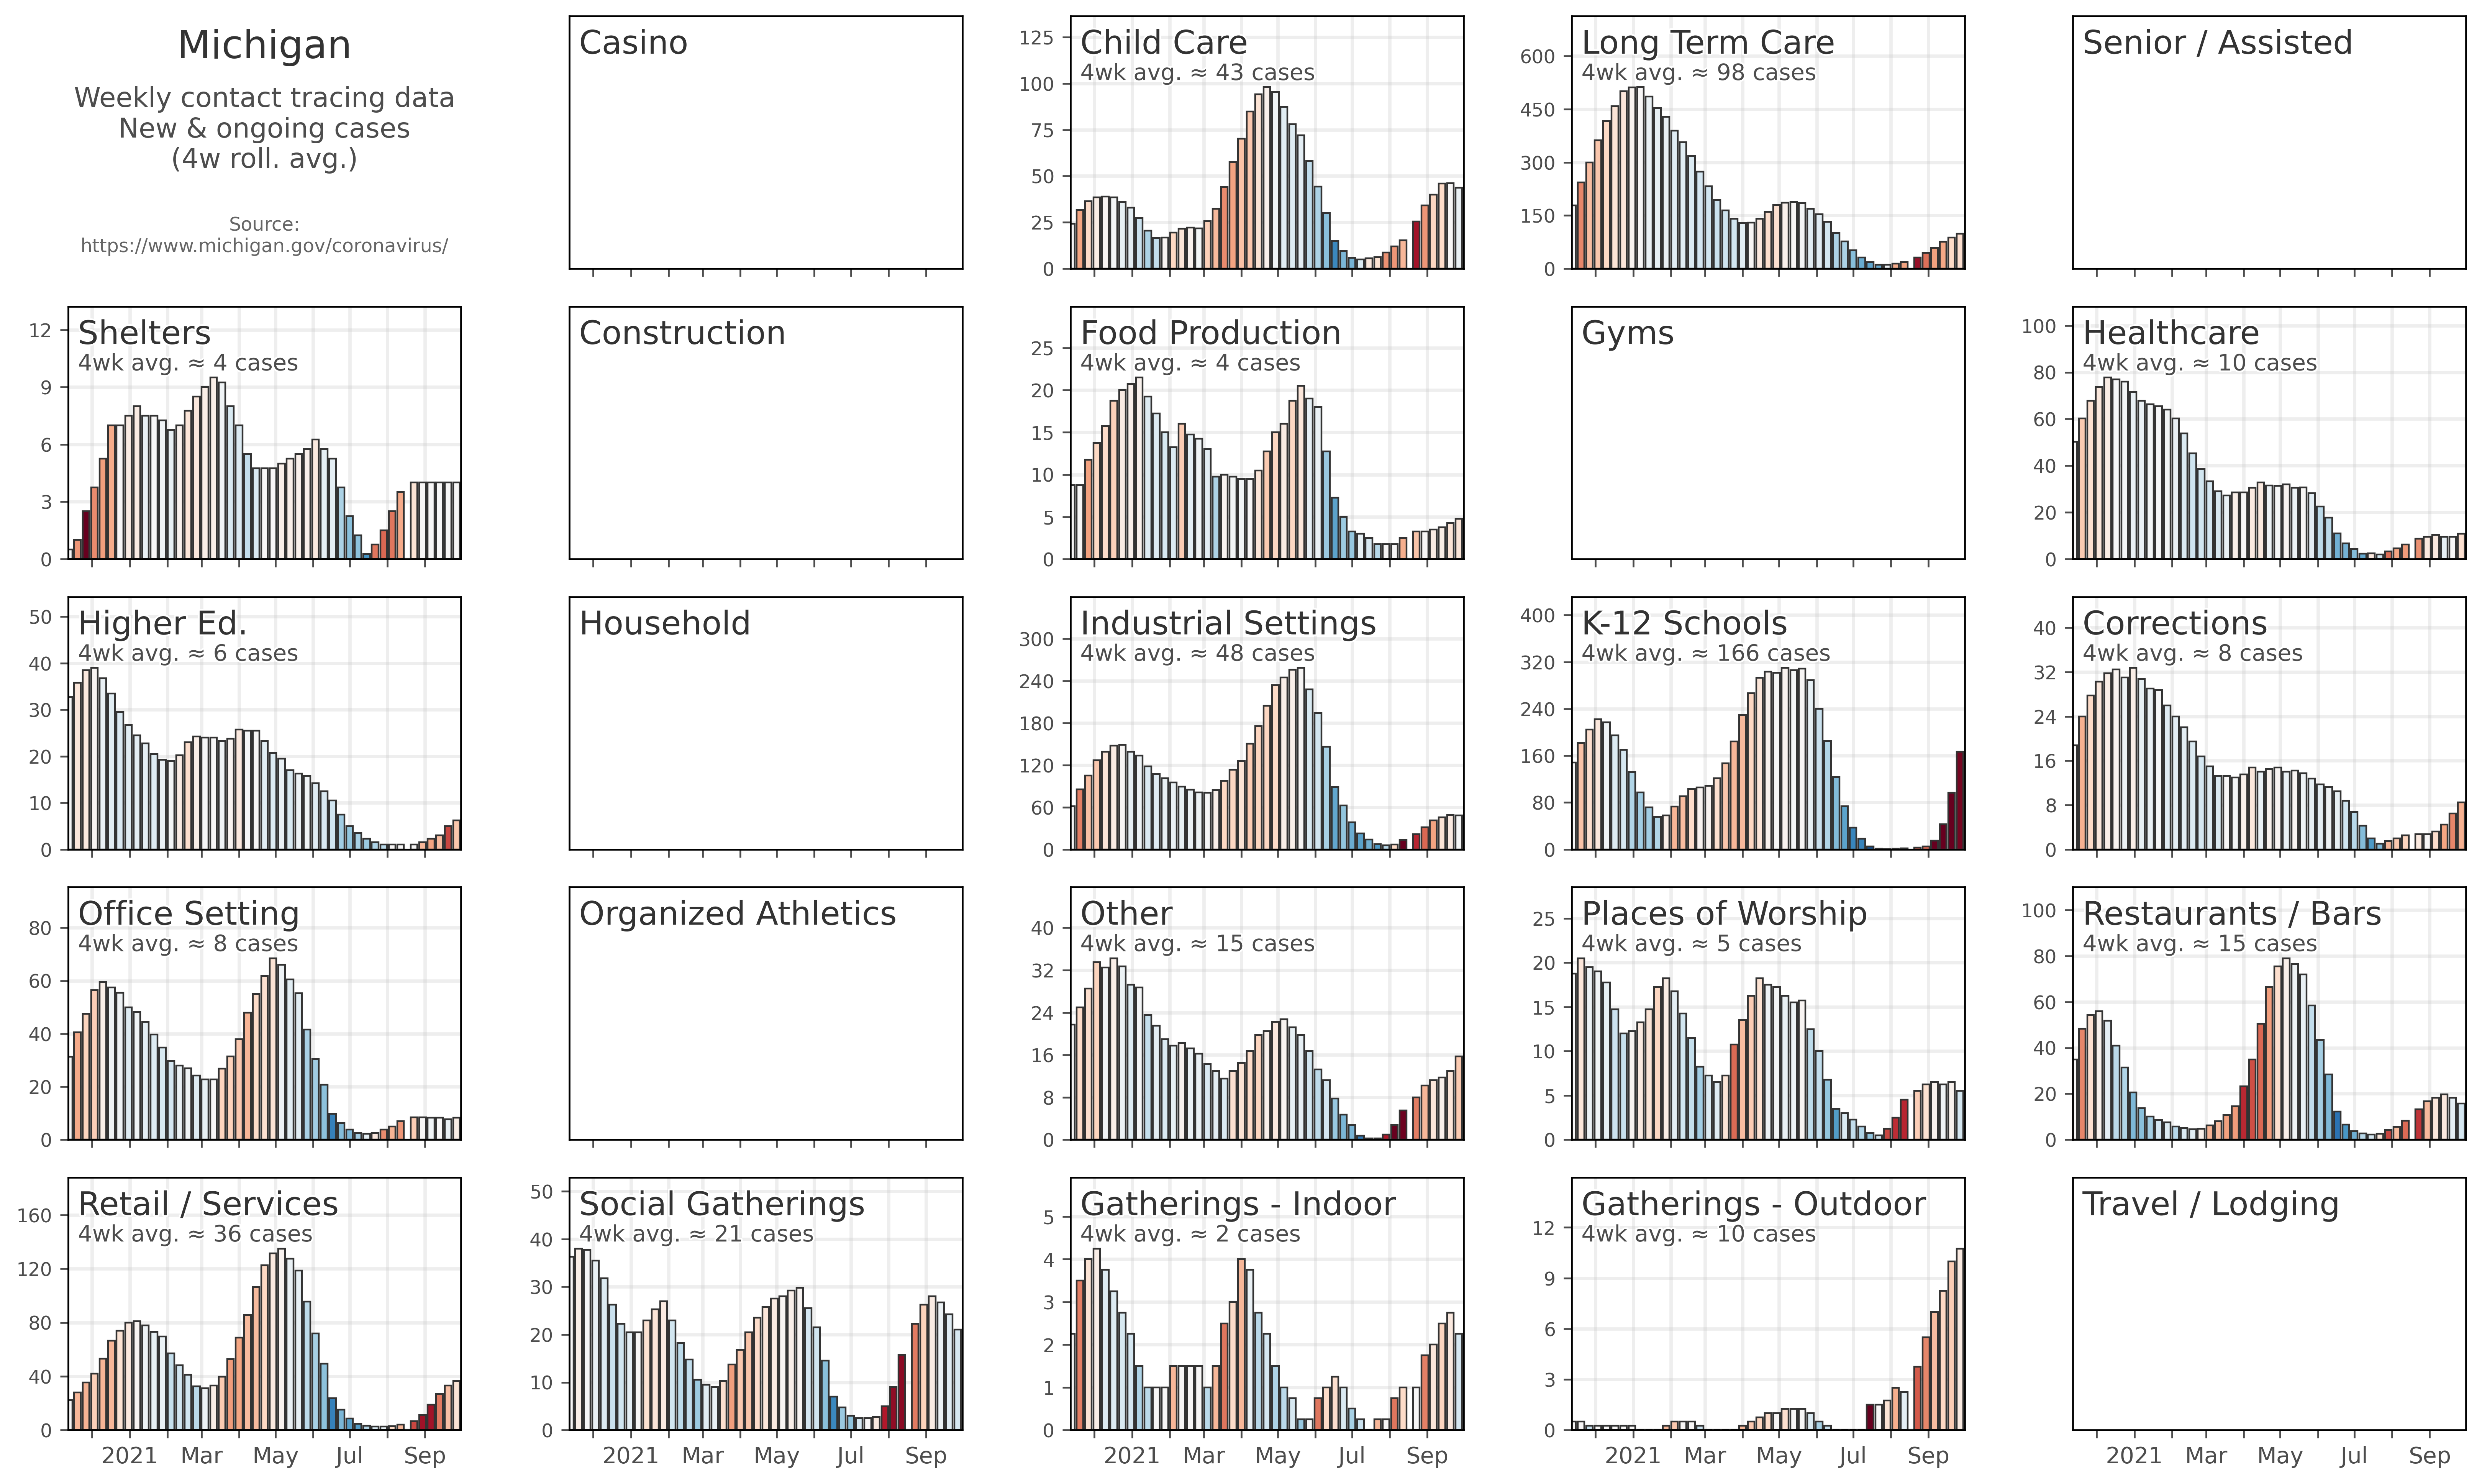 Michigan
Weekly contact tracing data
New & ongoing cases
(4w roll. avg.)
Source:
https://www.michigan.gov/coronavirus/
Casino
Child Care
4wk avg. ≈ 43 cases
125
100
75
50
25
0
Long Term Care
4wk avg. ≈ 98 cases
600
450
300
150
0
Senior / Assisted
Shelters
4wk avg. ≈ 4 cases
12
9
6
3
0
Construction
Food Production
4wk avg. ≈ 4 cases
25
20
15
10
5
0
Gyms
Healthcare
4wk avg. ≈ 10 cases
100
80
60
40
20
0
Higher Ed.
4wk avg. ≈ 6 cases
50
40
30
20
10
0
Household
Industrial Settings
4wk avg. ≈ 48 cases
300
240
180
120
60
0
K-12 Schools
4wk avg. ≈ 166 cases
400
320
240
160
80
0
Corrections
4wk avg. ≈ 8 cases
40
32
24
16
8
0
Office Setting
4wk avg. ≈ 8 cases
80
60
40
20
0
Organized Athletics
Other
4wk avg. ≈ 15 cases
40
32
24
16
8
0
Places of Worship
4wk avg. ≈ 5 cases
25
20
15
10
5
0
Restaurants / Bars
4wk avg. ≈ 15 cases
100
80
60
40
20
0
Retail / Services
4wk avg. ≈ 36 cases
160
120
80
40
0
2021 Mar May Jul Sep
Social Gatherings
4wk avg. ≈ 21 cases
50
40
30
20
10
0
2021 Mar May Jul Sep
Gatherings - Indoor
4wk avg. ≈ 2 cases
5
4
3
2
1
0
2021 Mar May Jul Sep
Gatherings - Outdoor
4wk avg. ≈ 10 cases
12
9
6
3
0
2021 Mar May Jul Sep
Travel / Lodging
2021 Mar May Jul Sep